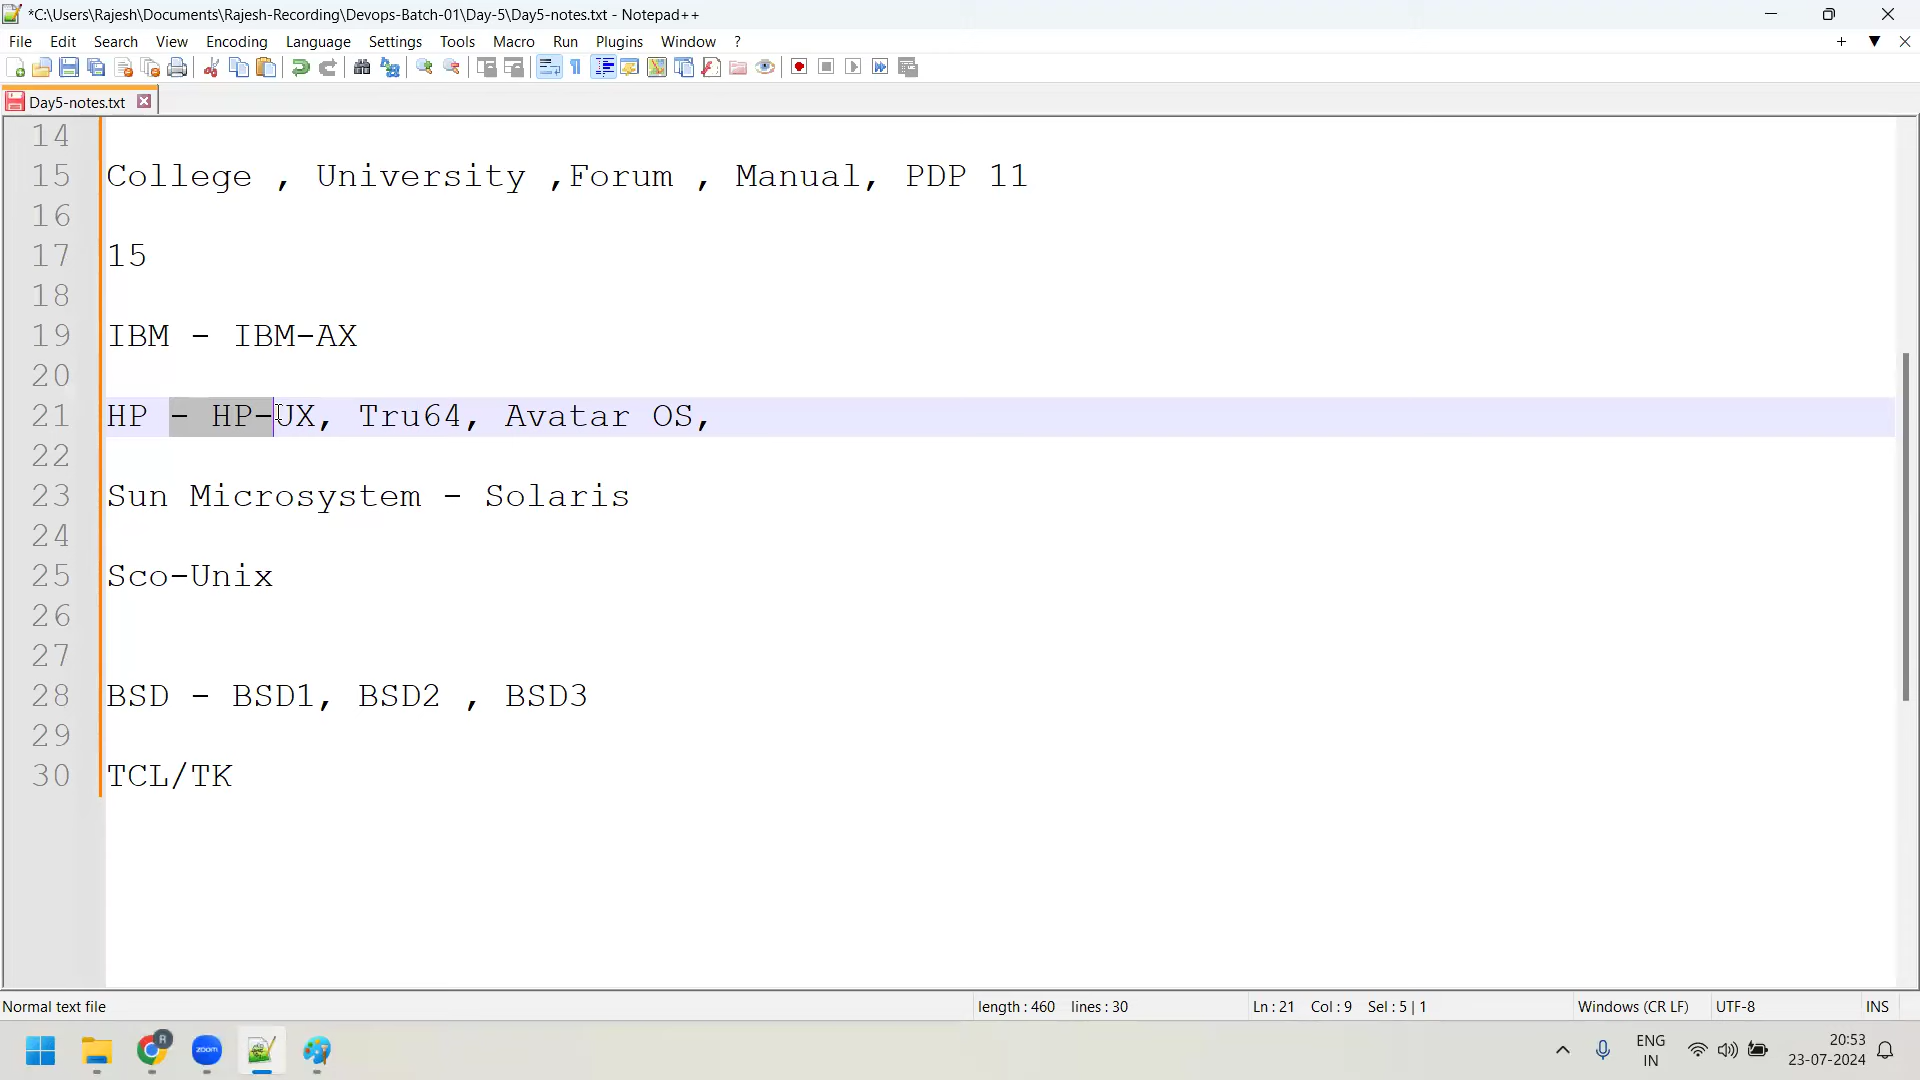 *C:\Users\Rajesh\Documents\Rajesh-Recording\Devops-Batch-01\Day-5\Day5-notes.txt - Notepad++
File Edit Search View Encoding Language Settings Tools Macro Run Plugins Window ?
Day5-notes.txt
14
15 College , University ,Forum , Manual, PDP 11
16
17 15
18
19 IBM - IBM-AX
20
21 HP - HP-UX, Tru64, Avatar OS,
22
23 Sun Microsystem - Solaris
24
25 Sco-Unix
26
27
28 BSD - BSD1, BSD2 , BSD3
29
30 TCL/TK
Normal text file length : 460 lines : 30 Ln : 21 Col : 9 Sel : 5 | 1 Windows (CR LF) UTF-8 INS
R
zoom
ENG
IN
20:53
23-07-2024